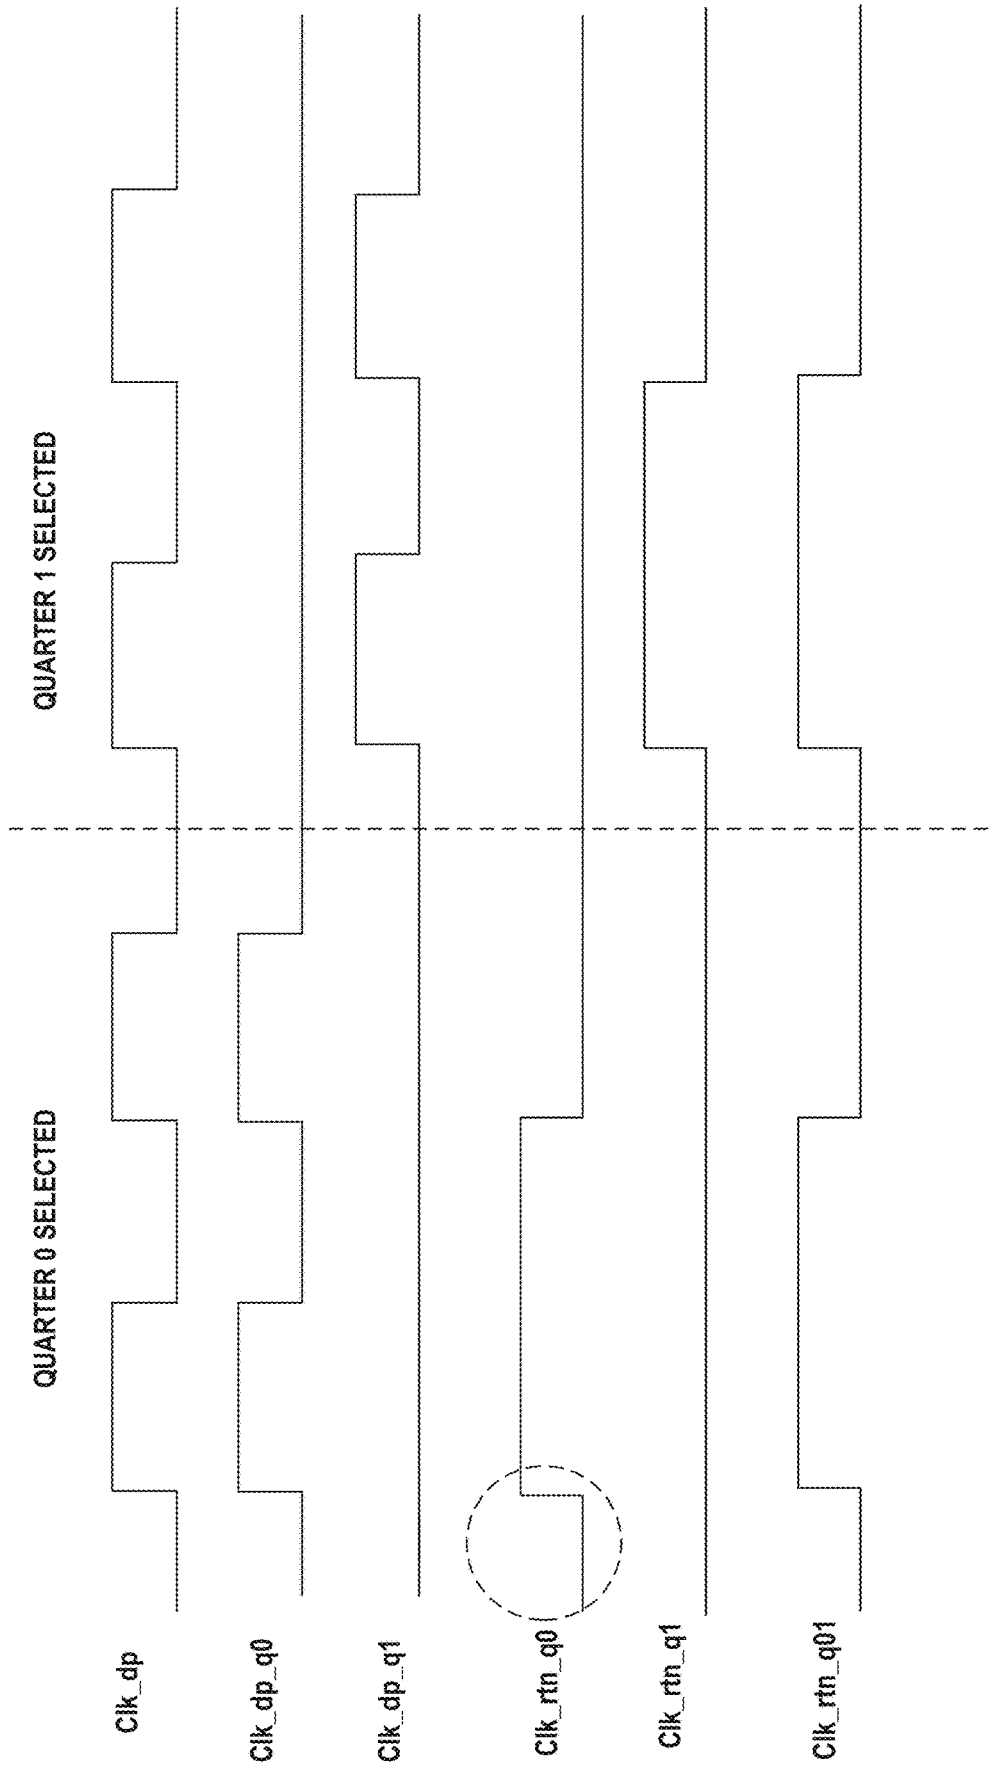 QUARTER 0 SELECTED
QUARTER 1 SELECTED
Clk_dp
Clk_dp_q0
Clk_dp_q1
Clk_rtn_q0
Clk_rtn_q1
Clk_rtn_q01